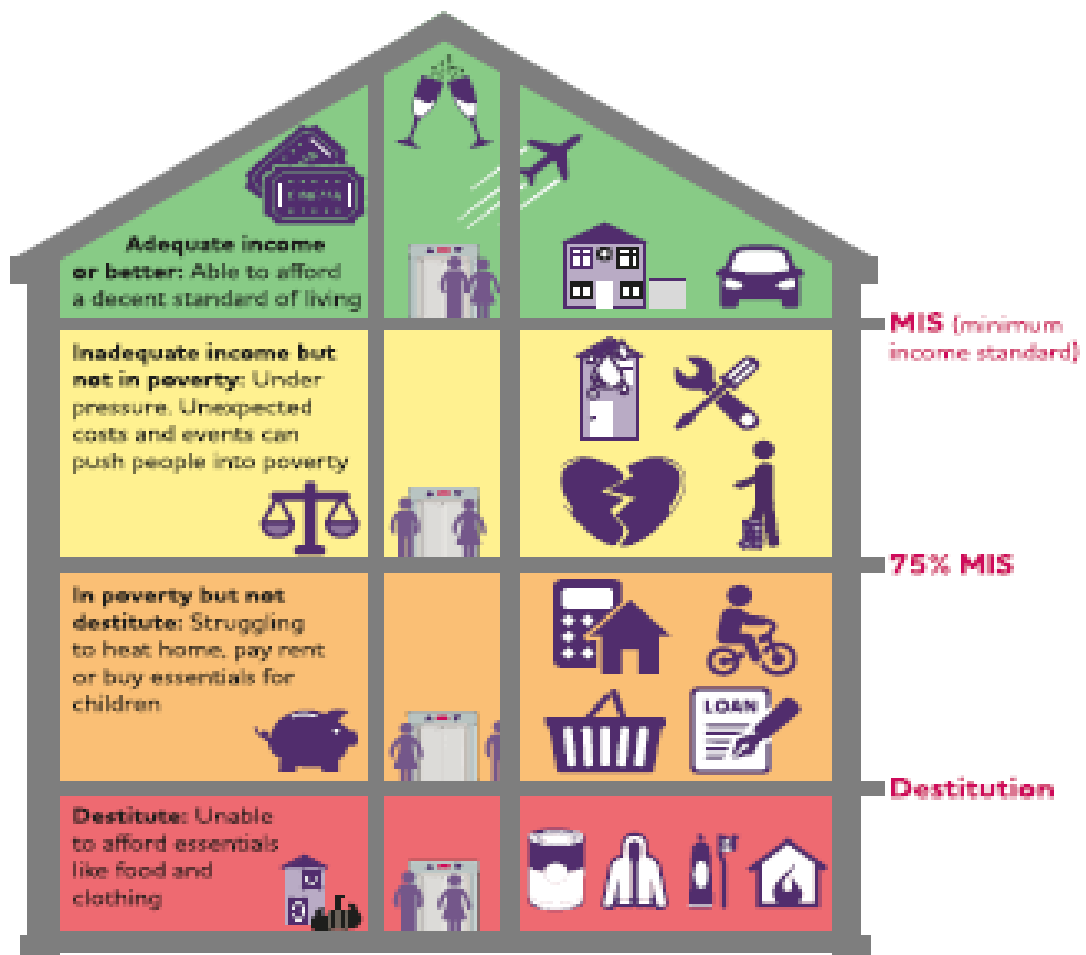 CINEMA
Adequate income
or better: Able to afford
a decent standard of living
MIS (minimum
income standard)
Inadequate income but
not in poverty: Under
pressure. Unexpected
costs and events can
push people into poverty
75% MIS
In poverty but not
destitute: Struggling
to heat home, pay rent
or buy essentials for
children
LOAN
Destitution
Destitute: Unable
to afford essentials
like food and
clothing